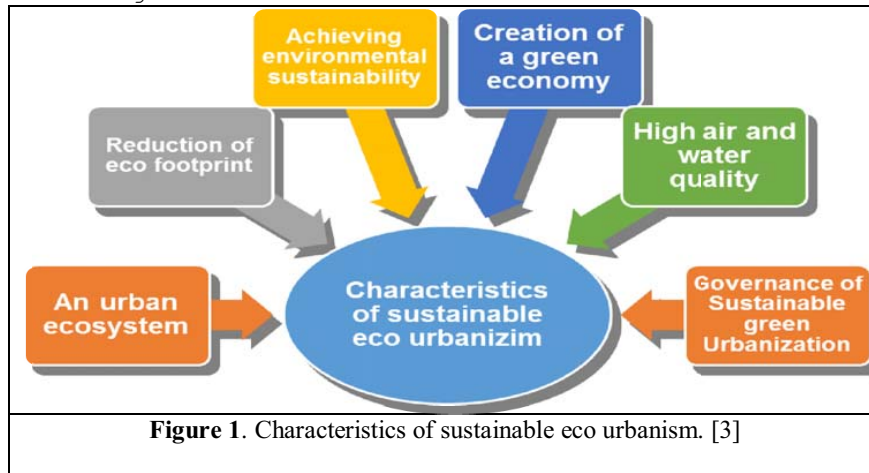 Achieving
environmental
sustainability
Creation of
a green
economy
Reduction of
eco footprint
High air and
water
quality
An urban
ecosystem
Characteristics
of sustainable
eco urbanizim
Governance of
Sustainable
green
Urbanization
Figure 1. Characteristics of sustainable eco urbanism. [3]